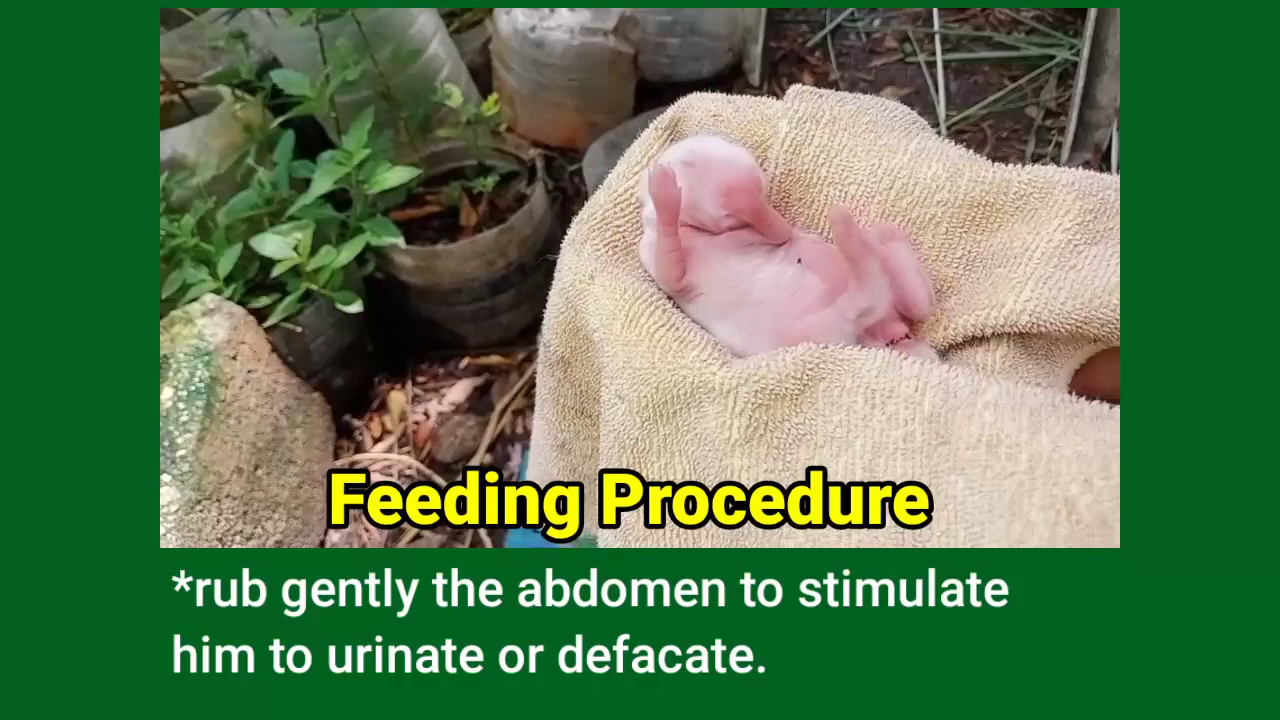 Feeding Procedure
*rub gently the abdomen to stimulate
him to urinate or defacate.